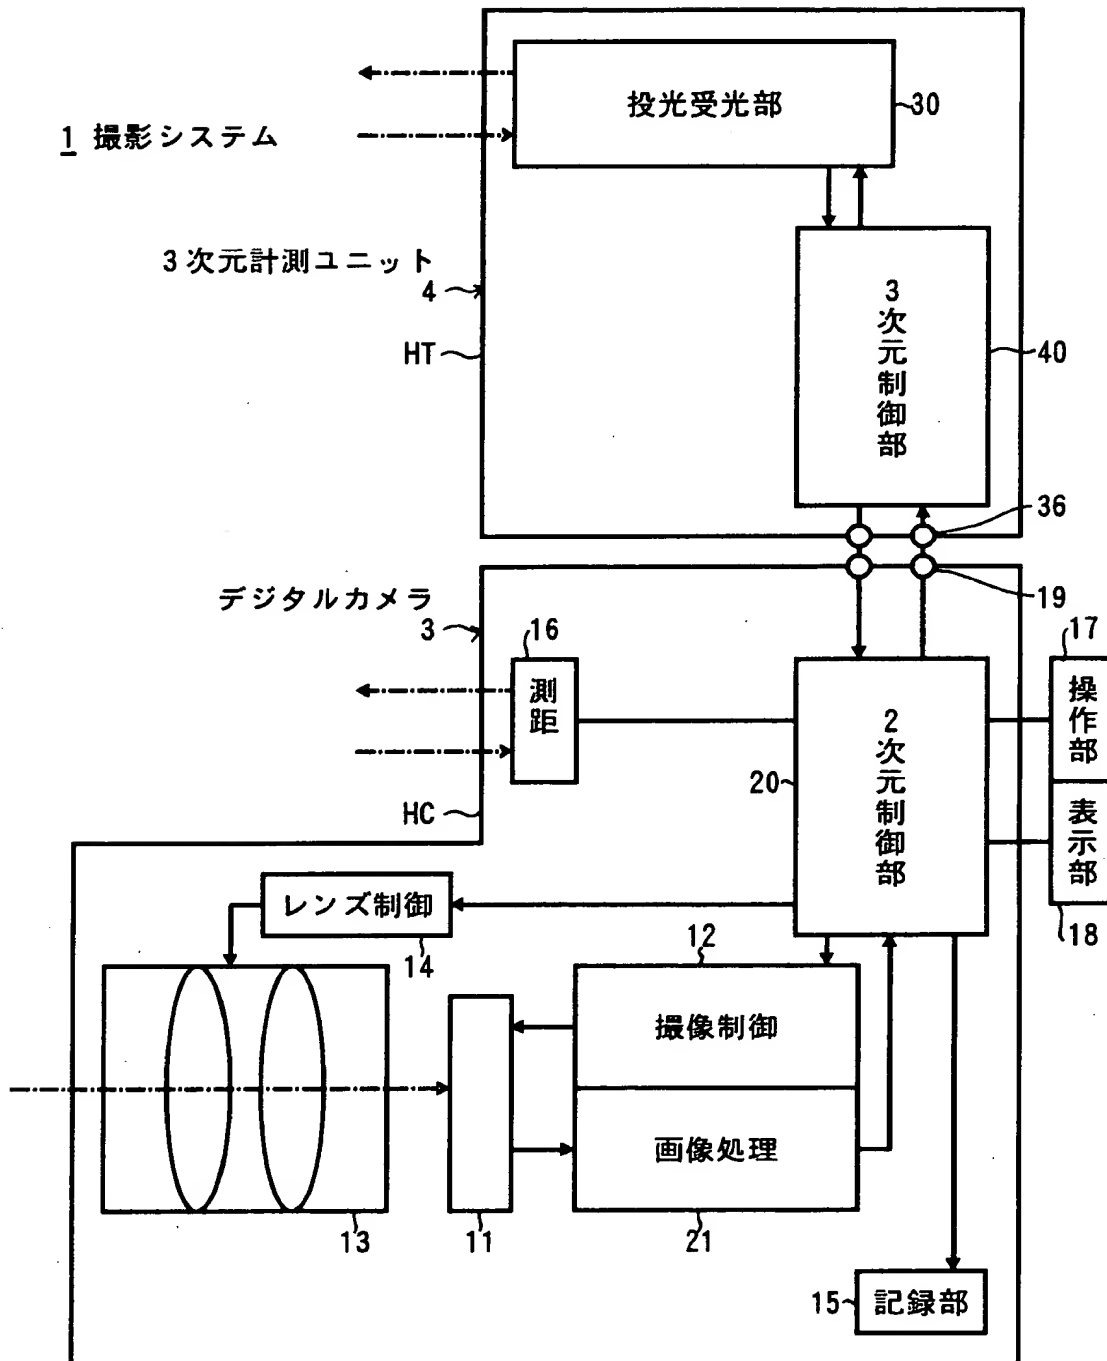 投光受光部
30
1 撮影システム
3次元計測ユニット
4
HT
3次元制御部
40
36
19
デジタルカメラ
3
16
測距
17
操作部
2次元制御部
20
HC
表示部
18
レンズ制御
14
12
撮像制御
画像処理
13
11
21
15
記録部